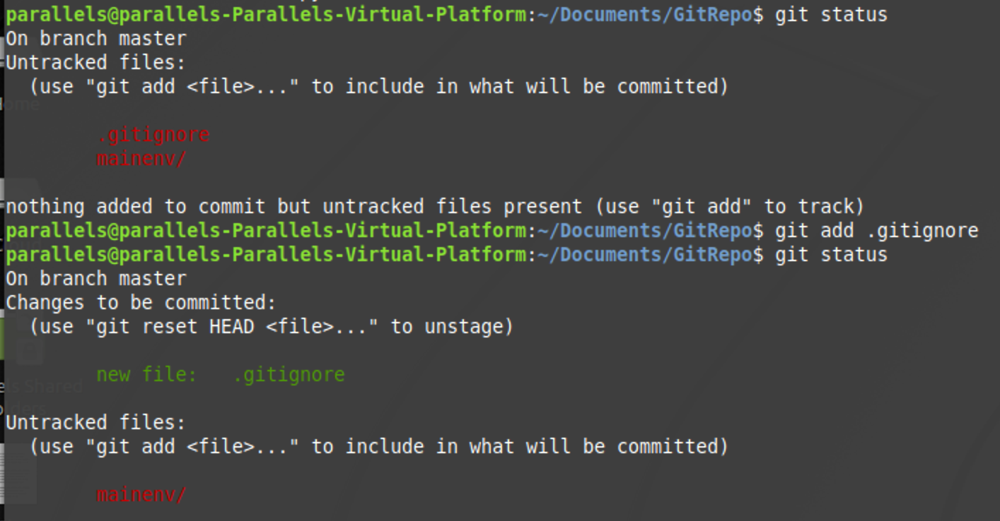 parallels@parallels-Parallels-Virtual-Platform:~/Documents/GitRepo$ git status
On branch master
Untracked files:
  (use "git add <file>..." to include in what will be committed)
Home
        .gitignore
        mainenv/
nothing added to commit but untracked files present (use "git add" to track)
parallels@parallels-Parallels-Virtual-Platform:~/Documents/GitRepo$ git add .gitignore
parallels@parallels-Parallels-Virtual-Platform:~/Documents/GitRepo$ git status
On branch master
Changes to be committed:
  (use "git reset HEAD <file>..." to unstage)
        new file:   .gitignore
Shared
Untracked files:
  (use "git add <file>..." to include in what will be committed)
        mainenv/